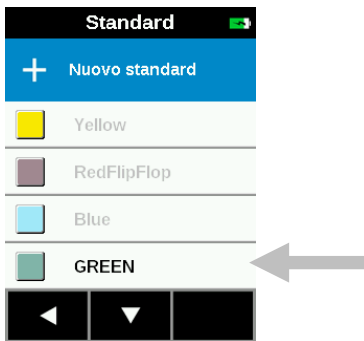 Standard
Nuovo standard
Yellow
RedFlipFlop
Blue
GREEN